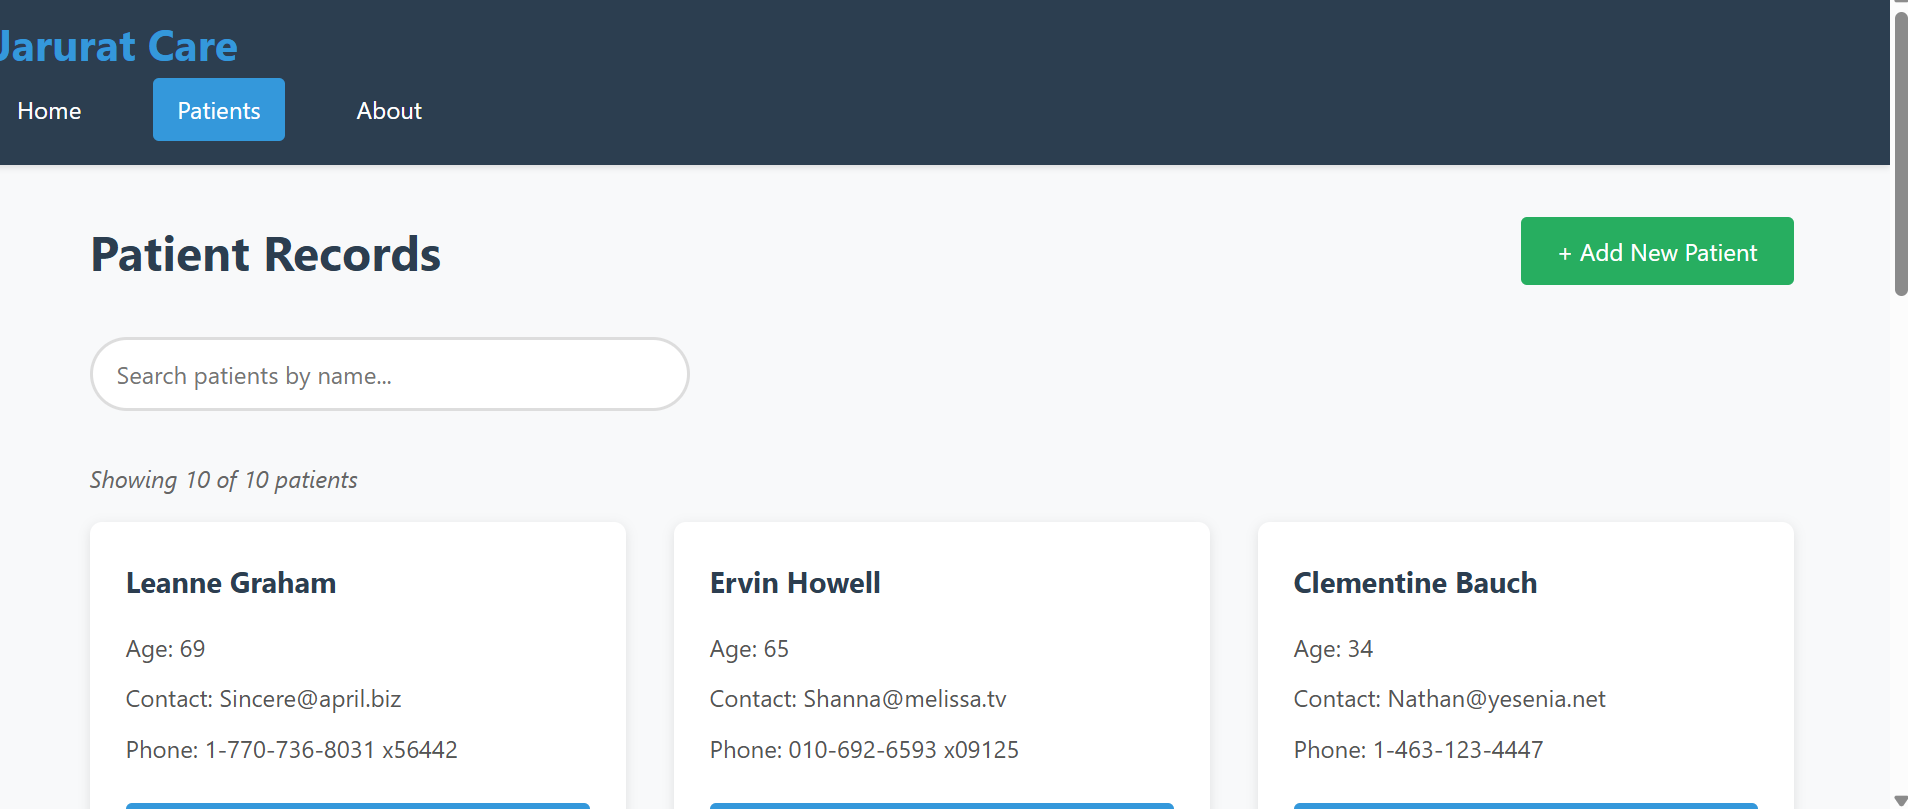 Jarurat Care
Home Patients About
Patient Records
+ Add New Patient
Search patients by name...
Showing 10 of 10 patients
Leanne Graham
Age: 69
Contact: Sincere@april.biz
Phone: 1-770-736-8031 x56442
Ervin Howell
Age: 65
Contact: Shanna@melissa.tv
Phone: 010-692-6593 x09125
Clementine Bauch
Age: 34
Contact: Nathan@yesenia.net
Phone: 1-463-123-4447